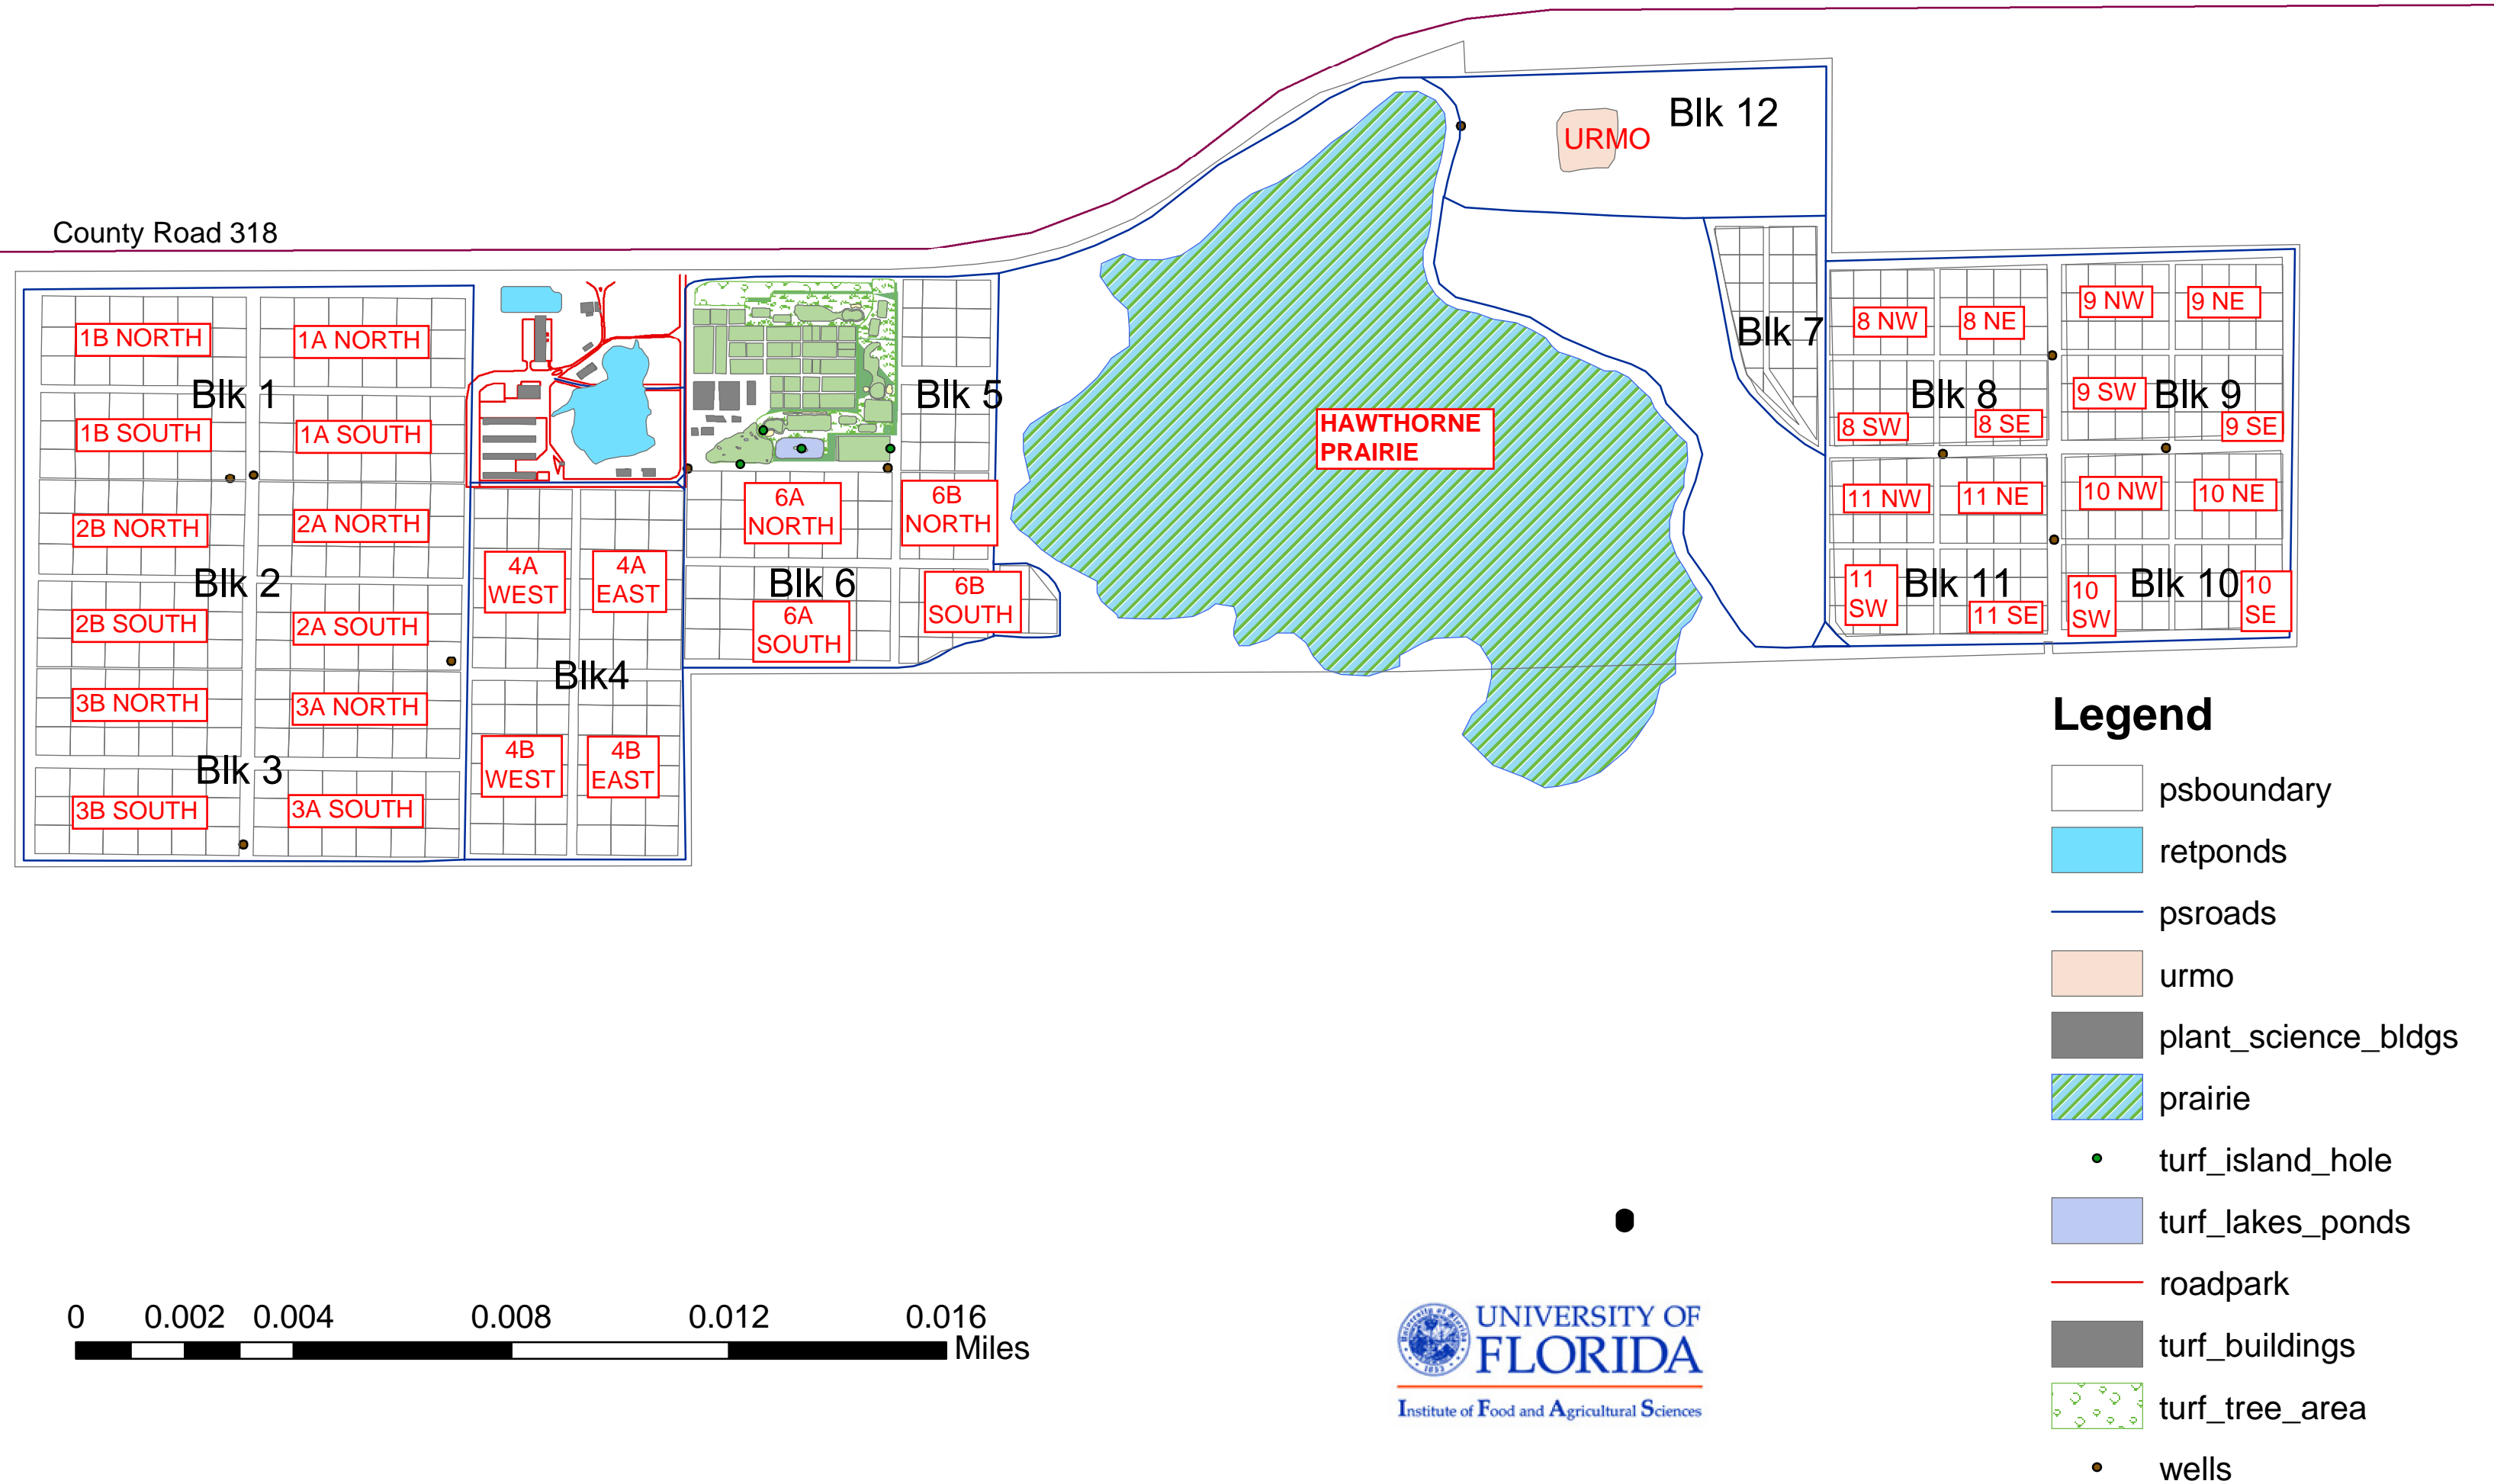 County Road 318
Blk 12
URMO
1B NORTH
1A NORTH
Blk 1
1B SOUTH
1A SOUTH
2B NORTH
2A NORTH
Blk 2
2B SOUTH
2A SOUTH
3B NORTH
3A NORTH
Blk 3
3B SOUTH
3A SOUTH
4A
WEST
4A
EAST
Blk4
4B
WEST
4B
EAST
Blk 5
6A
NORTH
6B
NORTH
Blk 6
6A
SOUTH
6B
SOUTH
HAWTHORNE
PRAIRIE
Blk 7
8 NW
8 NE
Blk 8
8 SW
8 SE
9 NW
9 NE
9 SW
Blk 9
9 SE
11 NW
11 NE
11
SW
Blk 11
11 SE
10 NW
10 NE
10
SW
Blk 10
10
SE
Legend
psboundary
retponds
psroads
urmo
plant_science_bldgs
prairie
turf_island_hole
turf_lakes_ponds
roadpark
turf_buildings
turf_tree_area
wells
0 0.002 0.004 0.008 0.012 0.016
Miles
UNIVERSITY OF
FLORIDA
Institute of Food and Agricultural Sciences
1853